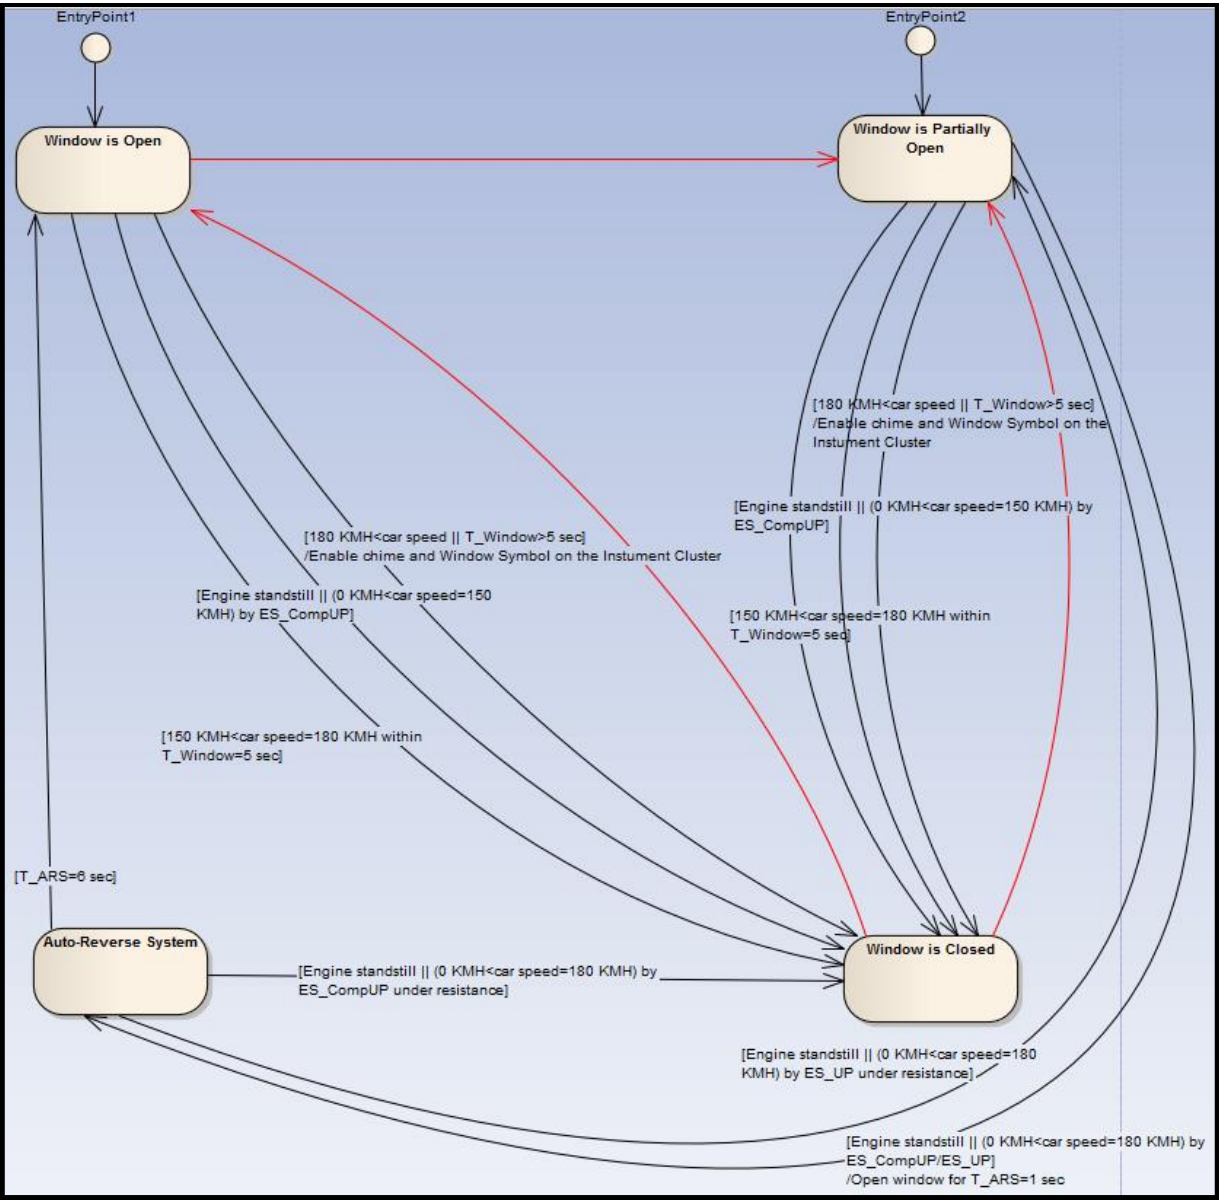 EntryPoint1
EntryPoint2
Window is Open
Window is Partially
Open
[180 KMH<car speed || T_Window>5 sec]
/Enable chime and Window Symbol on the
Instument Cluster
[Engine standstill || (0 KMH<car speed=150 KMH) by
ES_CompUP]
[180 KMH<car speed || T_Window>5 sec]
/Enable chime and Window Symbol on the Instument Cluster
[Engine standstill || (0 KMH<car speed=150
KMH) by ES_CompUP]
[150 KMH<car speed=180 KMH within
T_Window=5 sec]
[150 KMH<car speed=180 KMH within
T_Window=5 sec]
[T_ARS=6 sec]
Auto-Reverse System
Window is Closed
[Engine standstill || (0 KMH<car speed=180 KMH) by
ES_CompUP under resistance]
[Engine standstill || (0 KMH<car speed=180
KMH) by ES_UP under resistance]
[Engine standstill || (0 KMH<car speed=180 KMH) by
ES_CompUP/ES_UP]
/Open window for T_ARS=1 sec